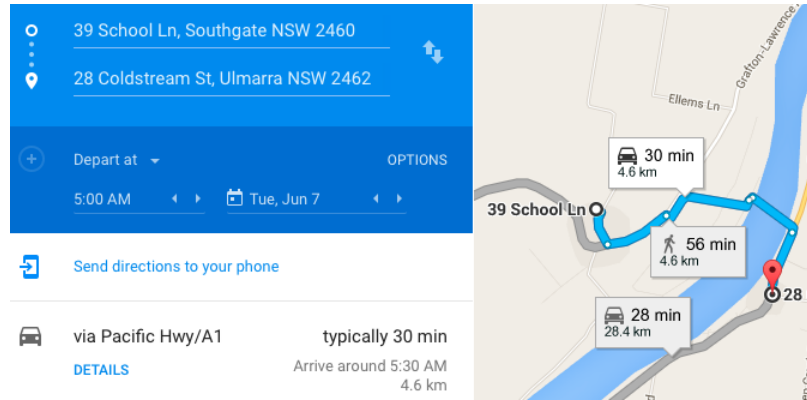 39 School Ln, Southgate NSW 2460
28 Coldstream St, Ulmarra NSW 2462
Depart at
OPTIONS
5:00 AM
Tue, Jun 7
Send directions to your phone
via Pacific Hwy/A1
typically 30 min
DETAILS
Arrive around 5:30 AM
4.6 km
Grafton-Lawrence
Ellems Ln
30 min
4.6 km
39 School Ln
56 min
4.6 km
28
28 min
28.4 km